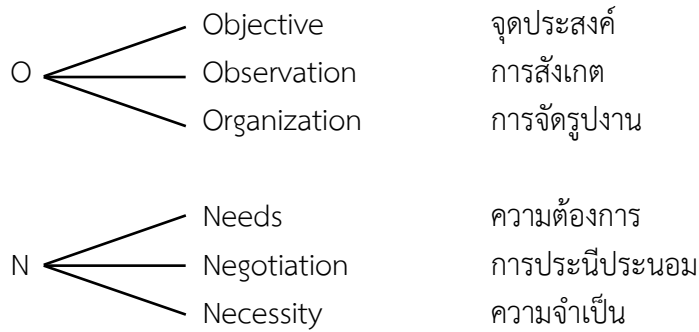 Objective จุดประสงค์
O Observation การสังเกต
Organization การจัดรูปงาน
Needs ความต้องการ
N Negotiation การประนีประนอม
Necessity ความจำเป็น